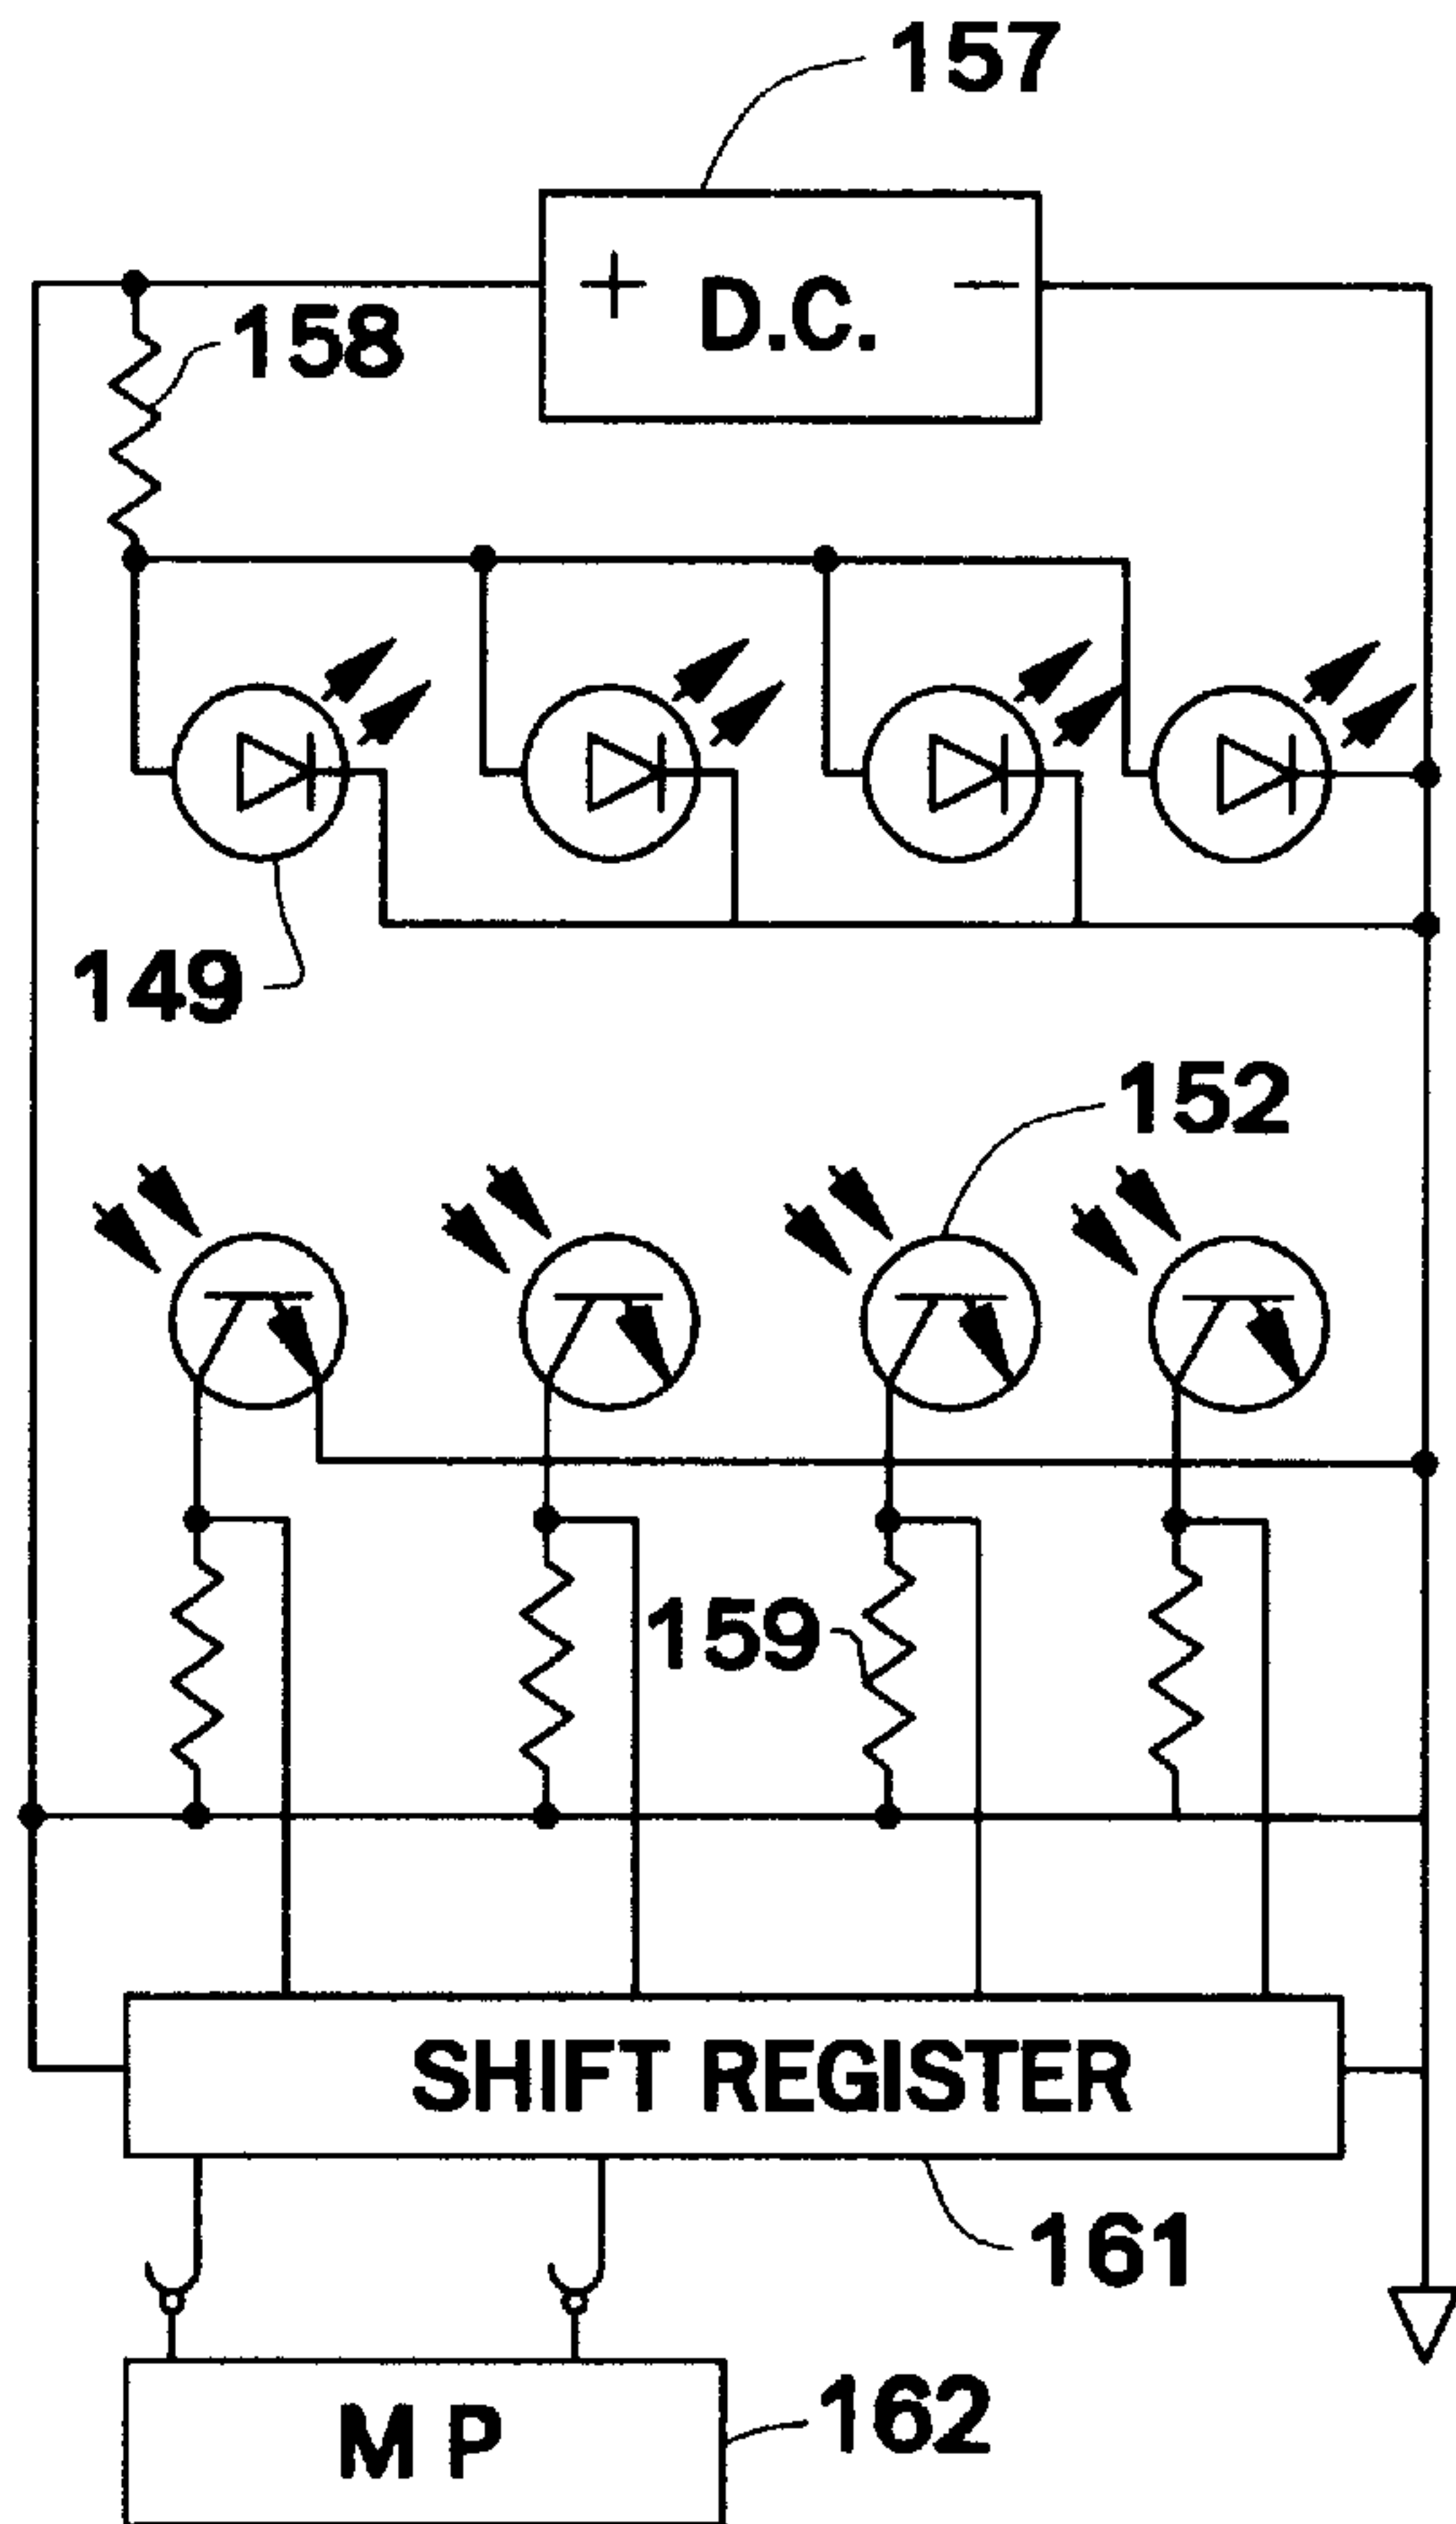 157
+ D.C. −
158
149
152
159
SHIFT REGISTER
161
M P
162